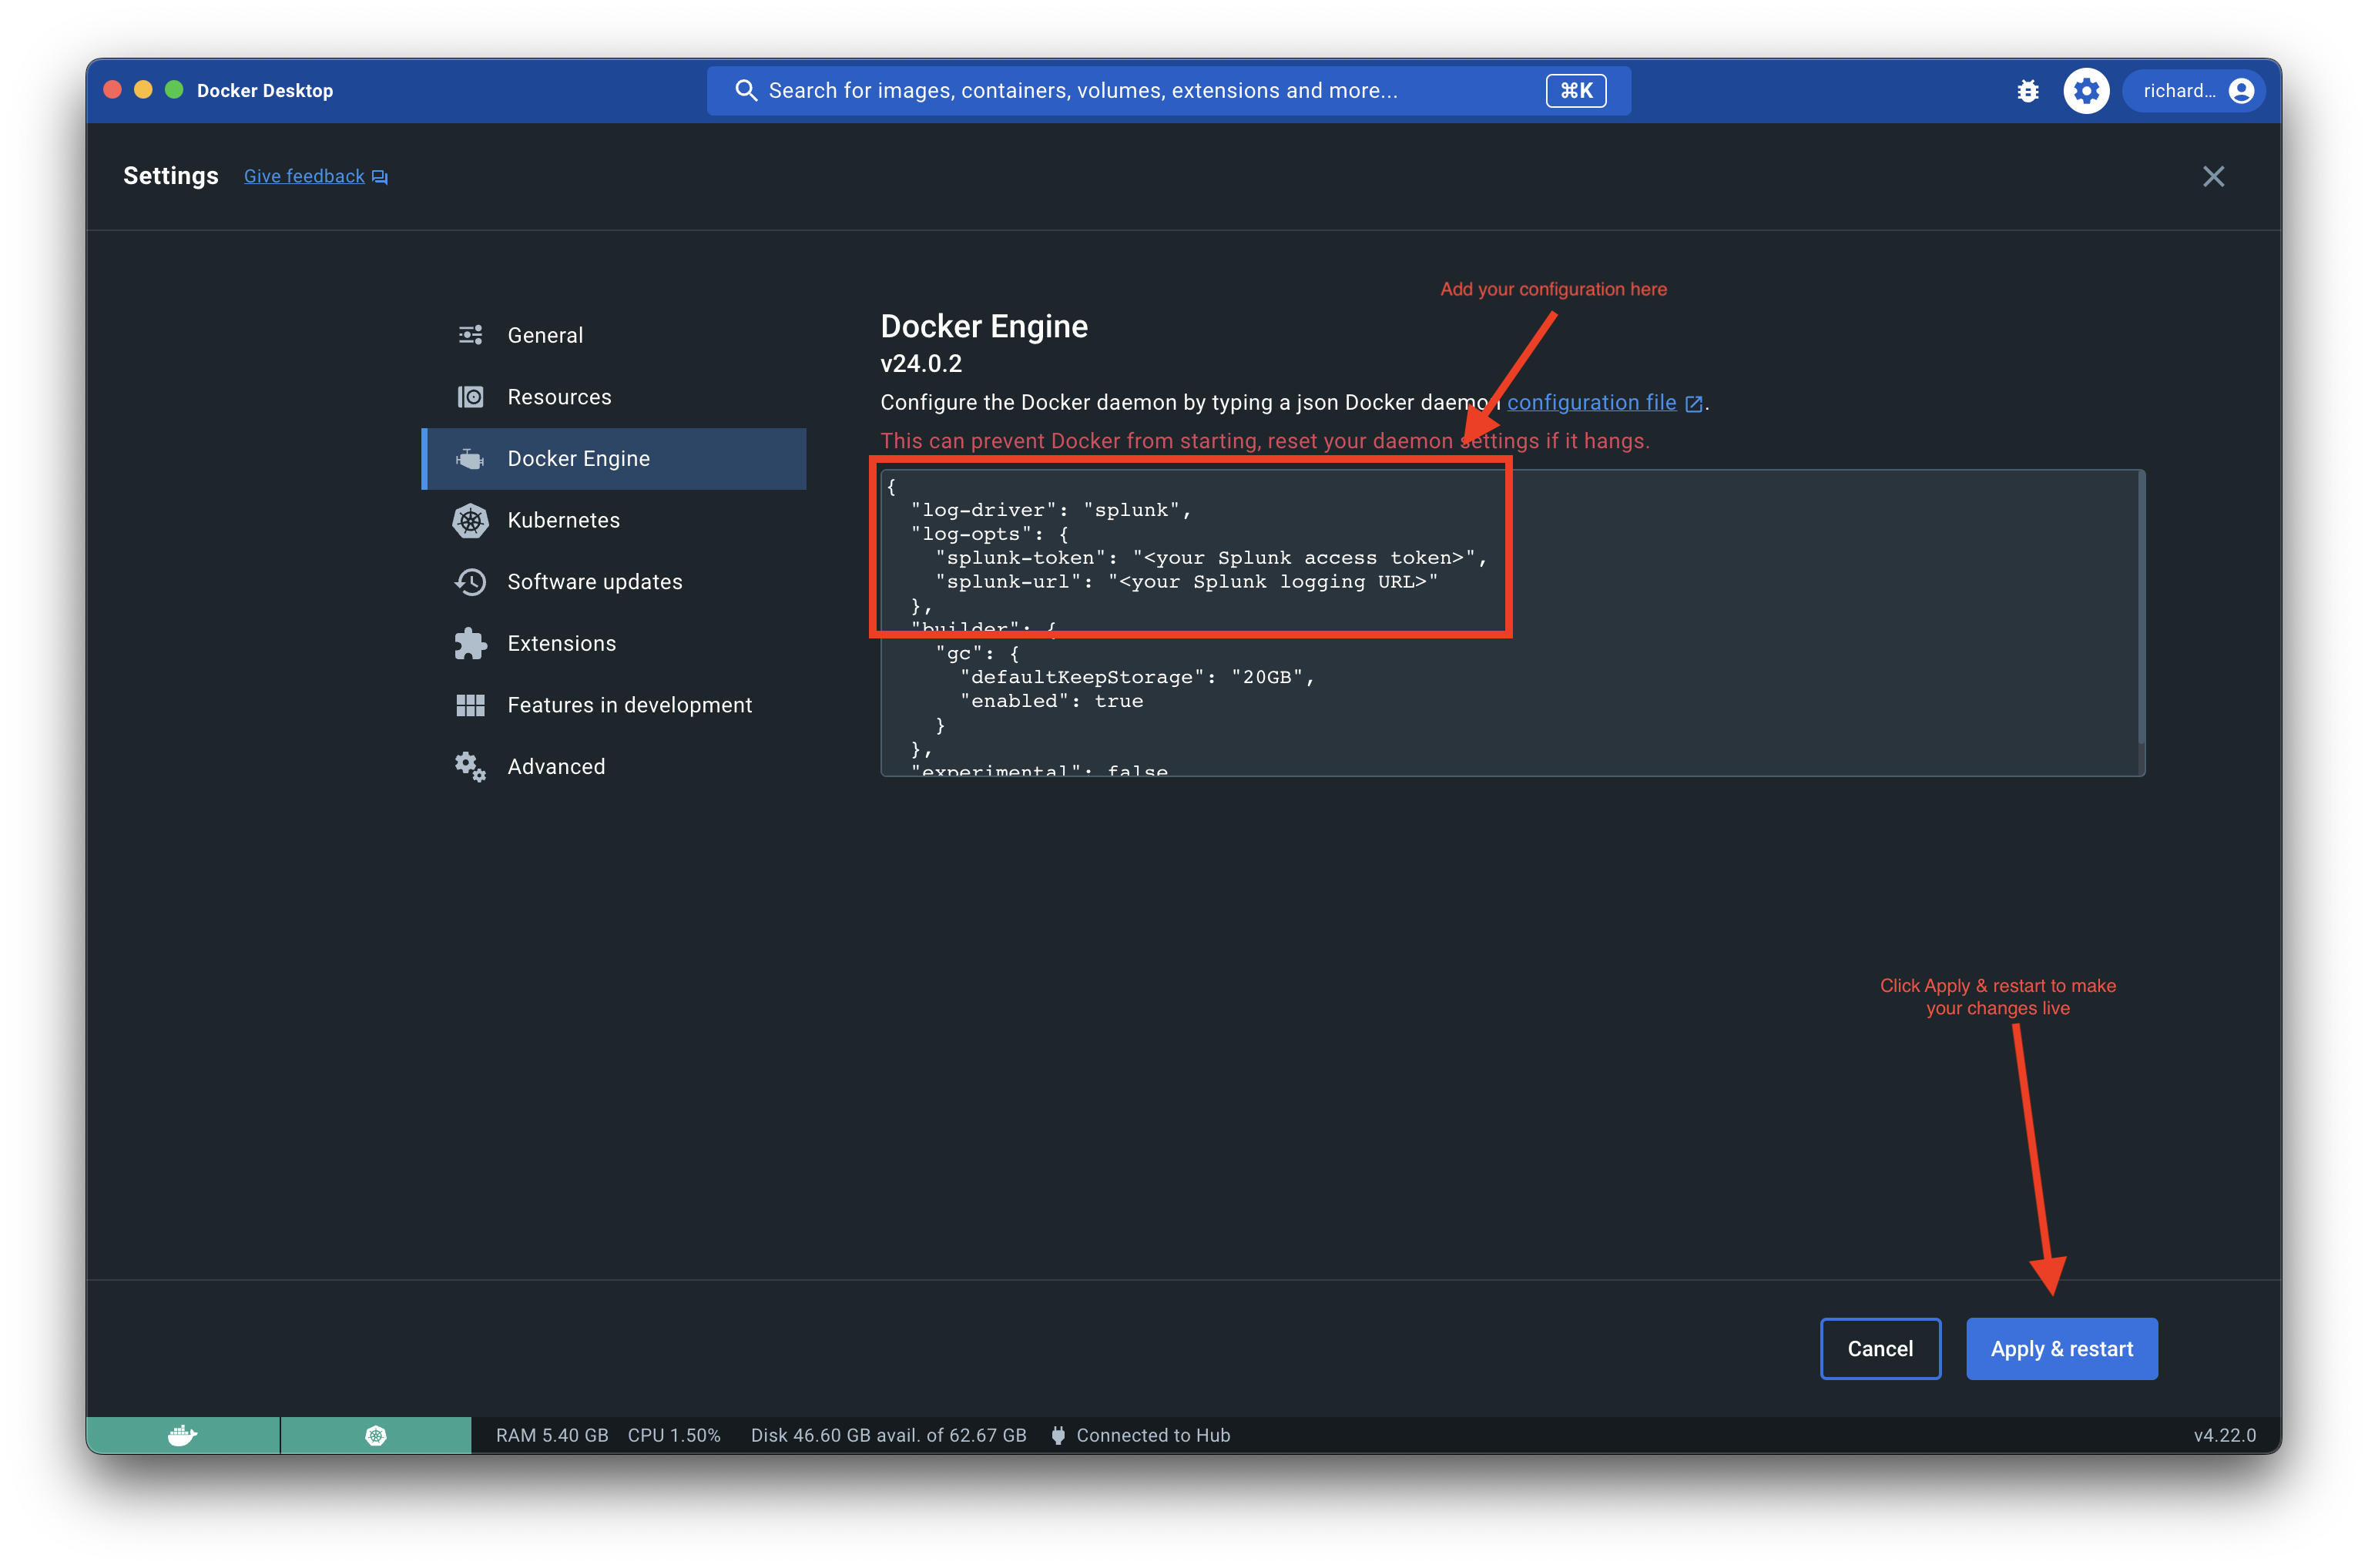 Docker Desktop
Search for images, containers, volumes, extensions and more...
⌘K
richard...
Settings
Give feedback
Add your configuration here
General
Resources
Docker Engine
Kubernetes
Software updates
Extensions
Features in development
Advanced
Docker Engine
v24.0.2
Configure the Docker daemon by typing a json Docker daemon configuration file.
This can prevent Docker from starting, reset your daemon settings if it hangs.
{
  "log-driver": "splunk",
  "log-opts": {
    "splunk-token": "<your Splunk access token>",
    "splunk-url": "<your Splunk logging URL>"
  },
  "builder": {
    "gc": {
      "defaultKeepStorage": "20GB",
      "enabled": true
    }
  },
  "experimental": false
Click Apply & restart to make
your changes live
Cancel
Apply & restart
RAM 5.40 GB CPU 1.50% Disk 46.60 GB avail. of 62.67 GB Connected to Hub
v4.22.0